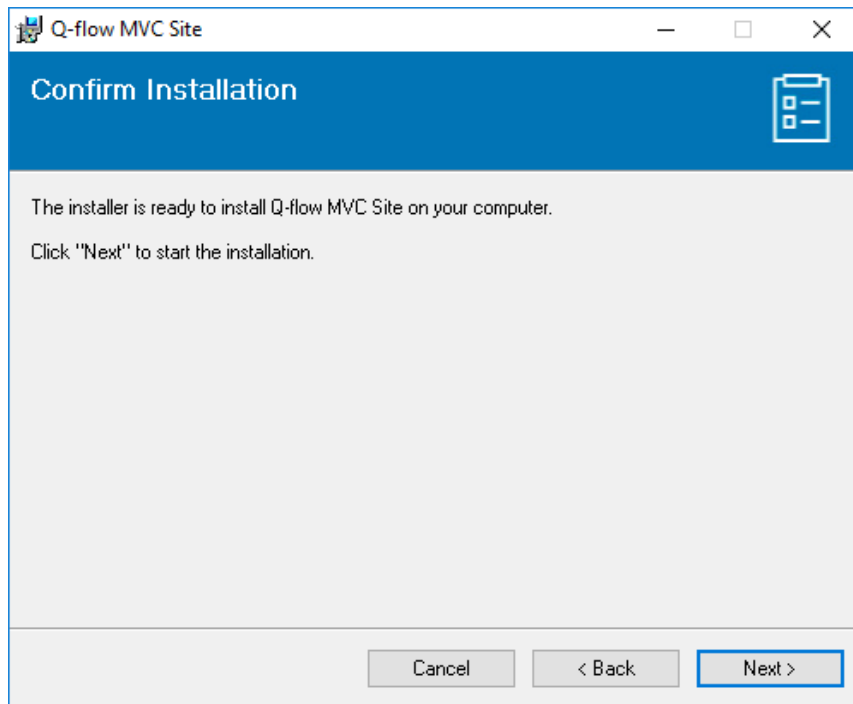 Q-flow MVC Site
Confirm Installation
The installer is ready to install Q-flow MVC Site on your computer.
Click "Next" to start the installation.
Cancel
< Back
Next >